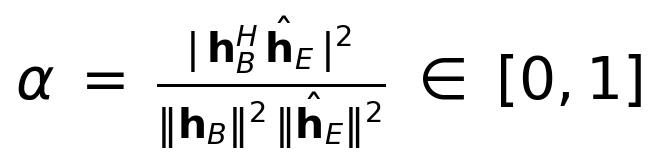 α = | h_B^H ĥ_E |^2 / ‖h_B‖^2 ‖ĥ_E‖^2 ∈ [0, 1]